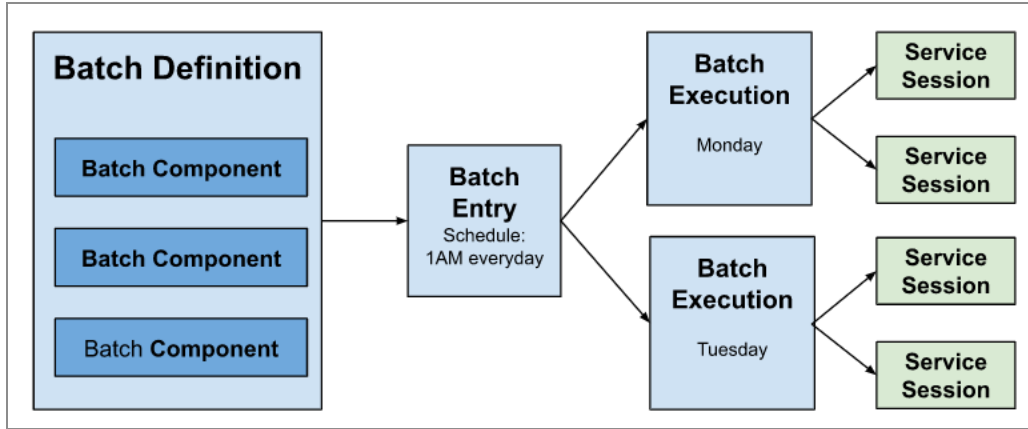 Batch Definition
Batch Component
Batch Component
Batch Component
Batch
Entry
Schedule:
1AM everyday
Batch
Execution
Monday
Batch
Execution
Tuesday
Service
Session
Service
Session
Service
Session
Service
Session